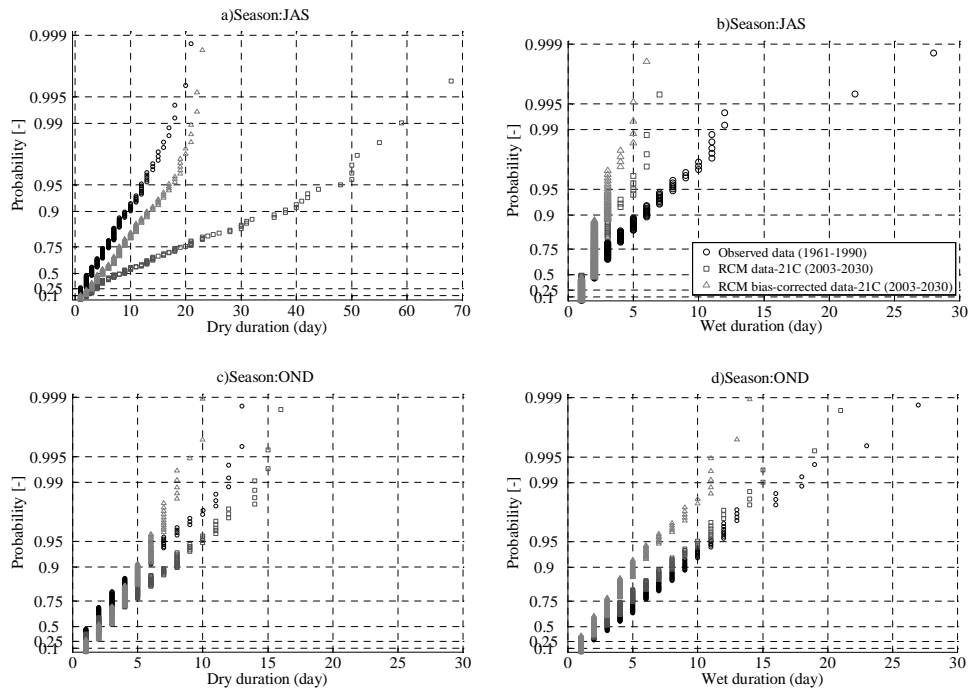 a)Season:JAS
0.999
0.995
0.99
0.95
0.9
0.75
0.5
0.25
0.1
Probability [-]
0 10 20 30 40 50 60 70
Dry duration (day)
b)Season:JAS
0.999
0.995
0.99
0.95
0.9
0.75
0.5
0.25
0.1
Probability [-]
0 5 10 15 20 25 30
Wet duration (day)
Observed data (1961-1990)
RCM data-21C (2003-2030)
RCM bias-corrected data-21C (2003-2030)
c)Season:OND
0.999
0.995
0.99
0.95
0.9
0.75
0.5
0.25
0.1
Probability [-]
0 5 10 15 20 25 30
Dry duration (day)
d)Season:OND
0.999
0.995
0.99
0.95
0.9
0.75
0.5
0.25
0.1
Probability [-]
0 5 10 15 20 25 30
Wet duration (day)